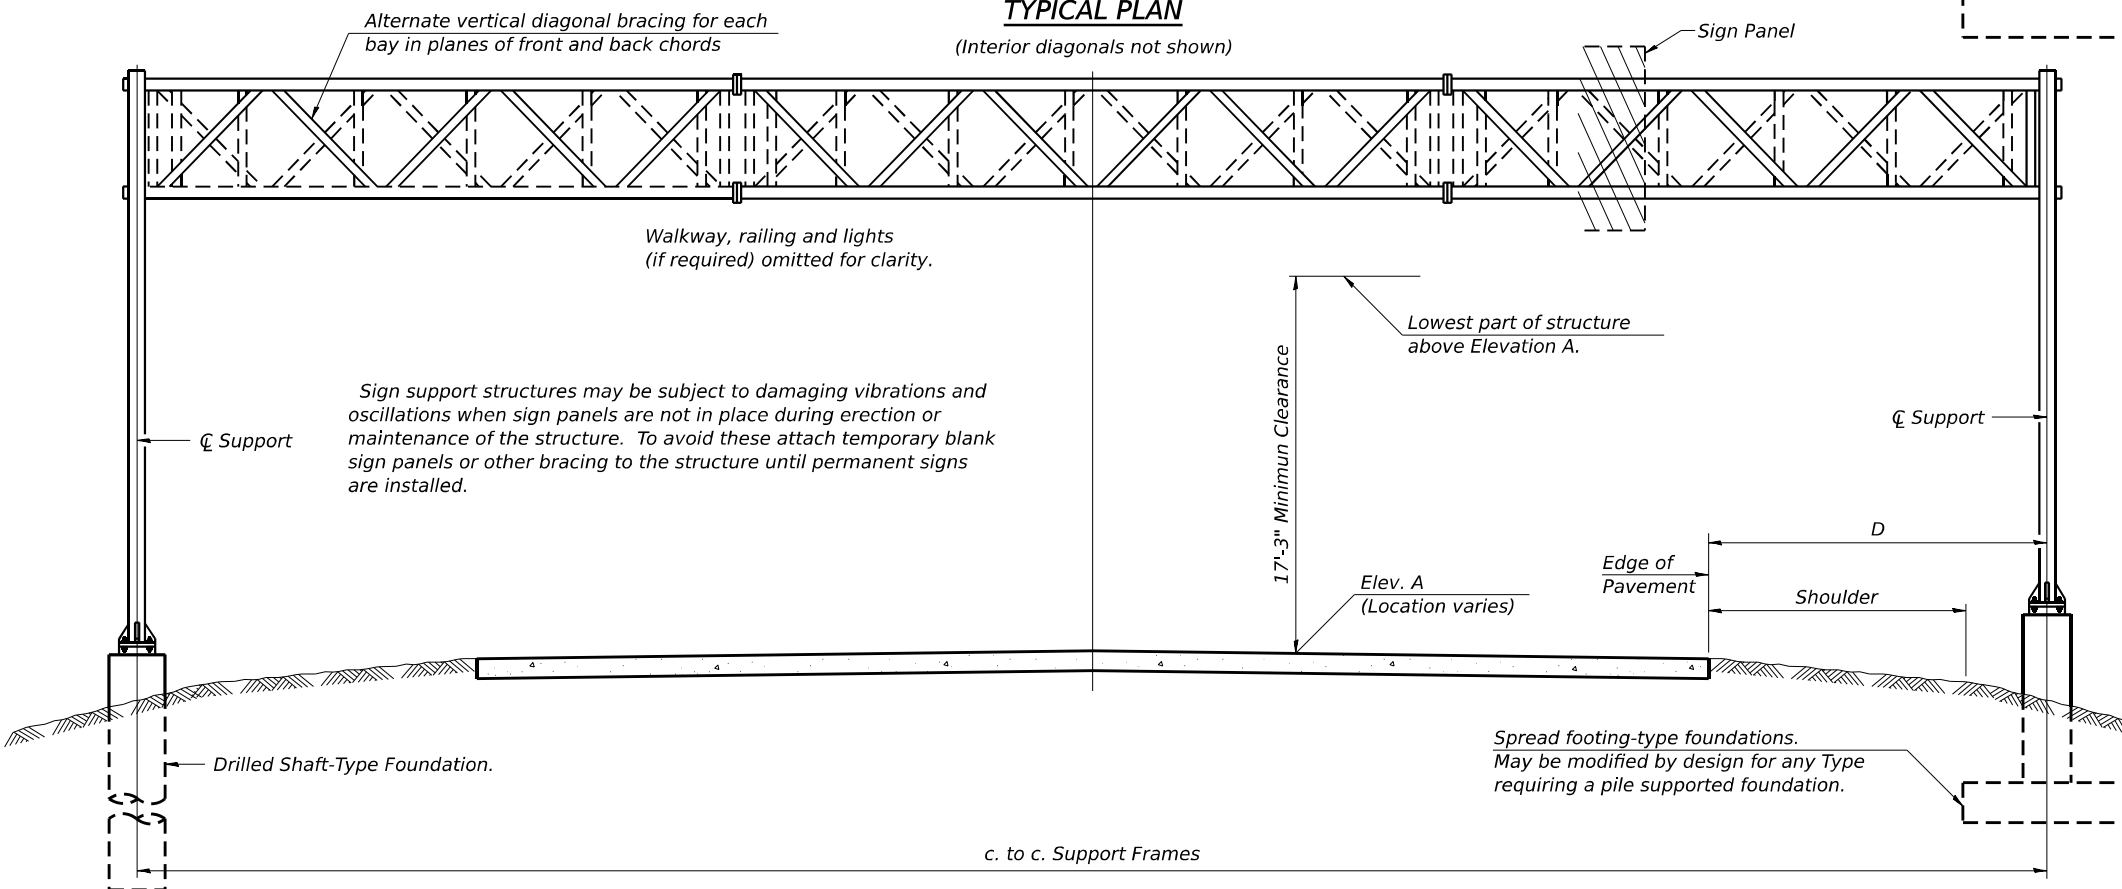 TYPICAL PLAN
(Interior diagonals not shown)
Alternate vertical diagonal bracing for each
bay in planes of front and back chords
Sign Panel
Walkway, railing and lights
(if required) omitted for clarity.
Lowest part of structure
above Elevation A.
17'-3" Minimun Clearance
Sign support structures may be subject to damaging vibrations and
oscillations when sign panels are not in place during erection or
maintenance of the structure. To avoid these attach temporary blank
sign panels or other bracing to the structure until permanent signs
are installed.
℄ Support
℄ Support
D
Edge of
Pavement
Elev. A
(Location varies)
Shoulder
Drilled Shaft-Type Foundation.
Spread footing-type foundations.
May be modified by design for any Type
requiring a pile supported foundation.
c. to c. Support Frames